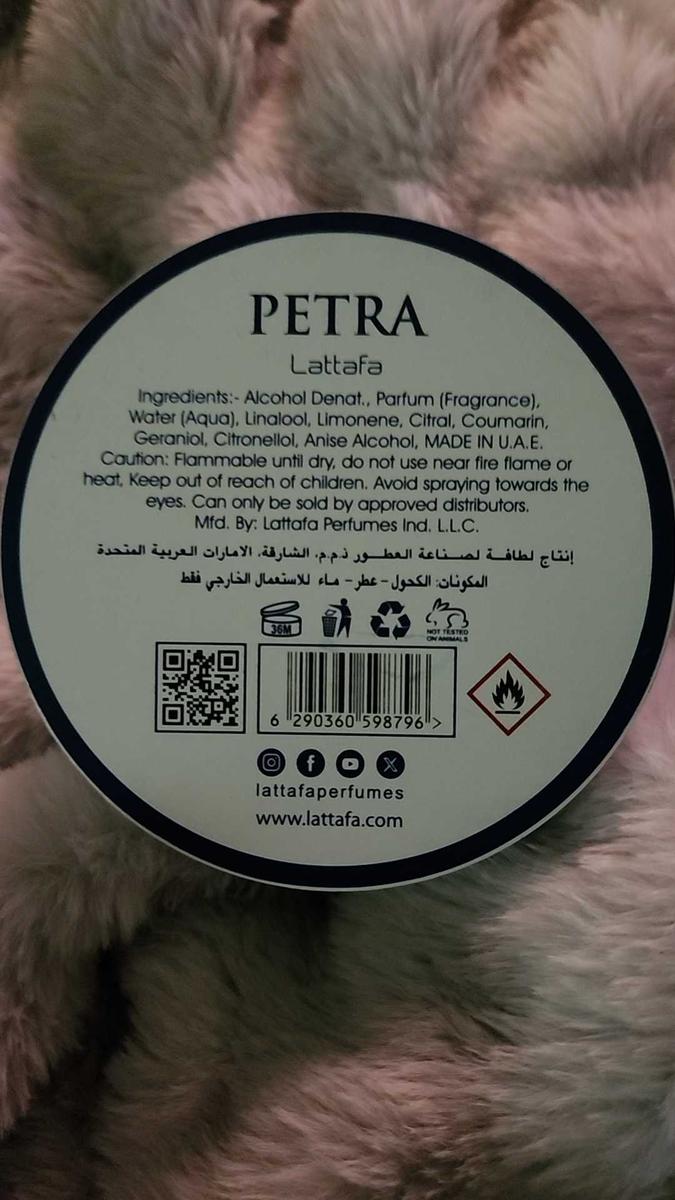 PETRA
Lattafa
Ingredients:- Alcohol Denat., Parfum (Fragrance),
Water (Aqua), Linalool, Limonene, Citral, Coumarin,
Geraniol, Citronellol, Anise Alcohol, MADE IN U.A.E.
Caution: Flammable until dry, do not use near fire flame or
heat, Keep out of reach of children. Avoid spraying towards the
eyes. Can only be sold by approved distributors.
Mfd. By: Lattafa Perfumes Ind. L.L.C.
إنتاج لطافة لصناعة العطور ذ.م.م. الشارقة، الامارات العربية المتحدة
المكونات: الكحول - عطر - ماء للاستعمال الخارجي فقط
36M
NOT TESTED
ON ANIMALS
6 290360 598796 >
lattafaperfumes
www.lattafa.com